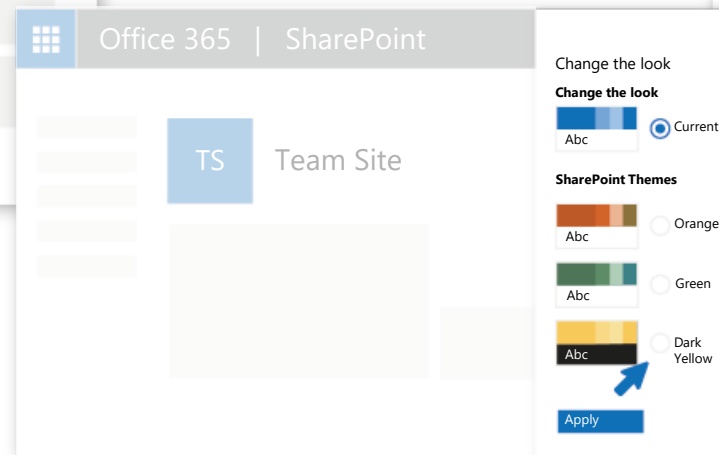 Office 365 | SharePoint
TS
Team Site
Change the look
Change the look
Abc
Current
SharePoint Themes
Abc
Orange
Abc
Green
Abc
Dark
Yellow
Apply